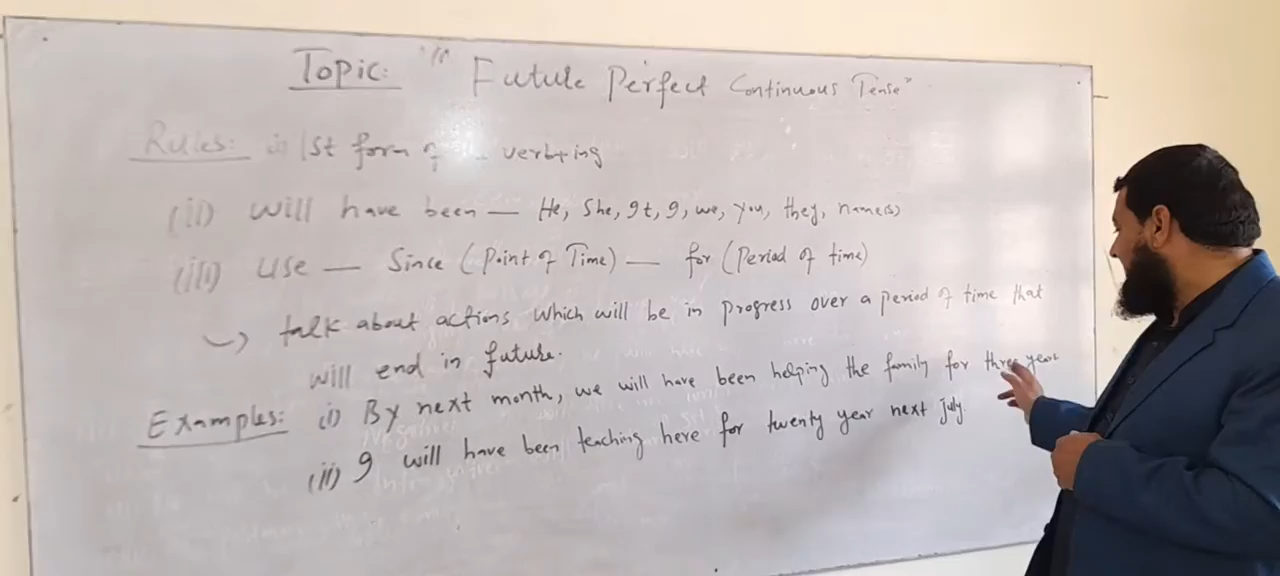 Topic: " Future Perfect Continuous Tense"
Rules: i) 1st form of verb+ing
(ii) will have been — He, She, It, I, we, you, they, name(s)
(iii) use — Since (Point of Time) — for (Period of time)
talk about actions which will be in progress over a period of time that
will end in future.
Examples: (i) By next month, we will have been helping the family for three years
(ii) I will have been teaching here for twenty year next july.